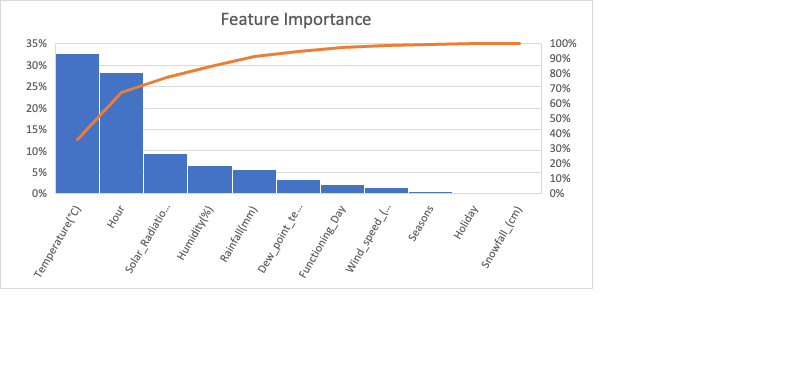 Feature Importance
35%
30%
25%
20%
15%
10%
5%
0%
100%
90%
80%
70%
60%
50%
40%
30%
20%
10%
0%
Temperature(°C)
Hour
Solar_Radiatio...
Humidity(%)
Rainfall(mm)
Dew_point_te...
Functioning_Day
Wind_speed_(...
Seasons
Holiday
Snowfall_(cm)